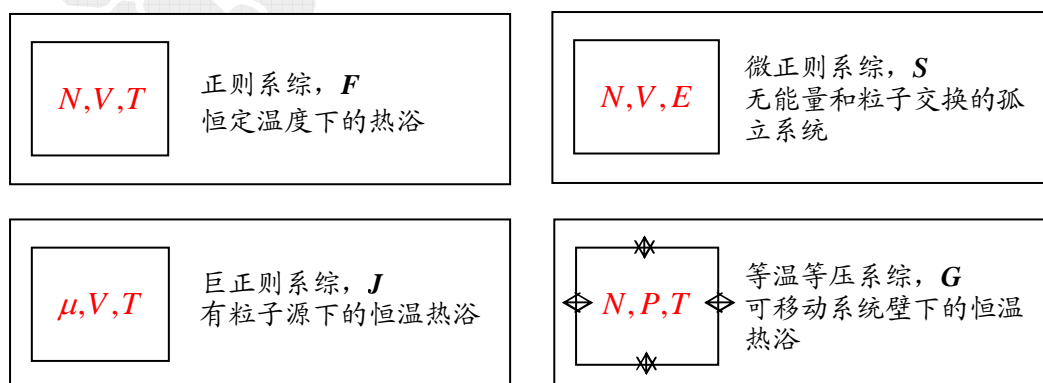 N,V,T
正则系综，F
恒定温度下的热浴
N,V,E
微正则系综，S
无能量和粒子交换的孤
立系统
μ,V,T
巨正则系综，J
有粒子源下的恒温热浴
N,P,T
等温等压系综，G
可移动系统壁下的恒温
热浴